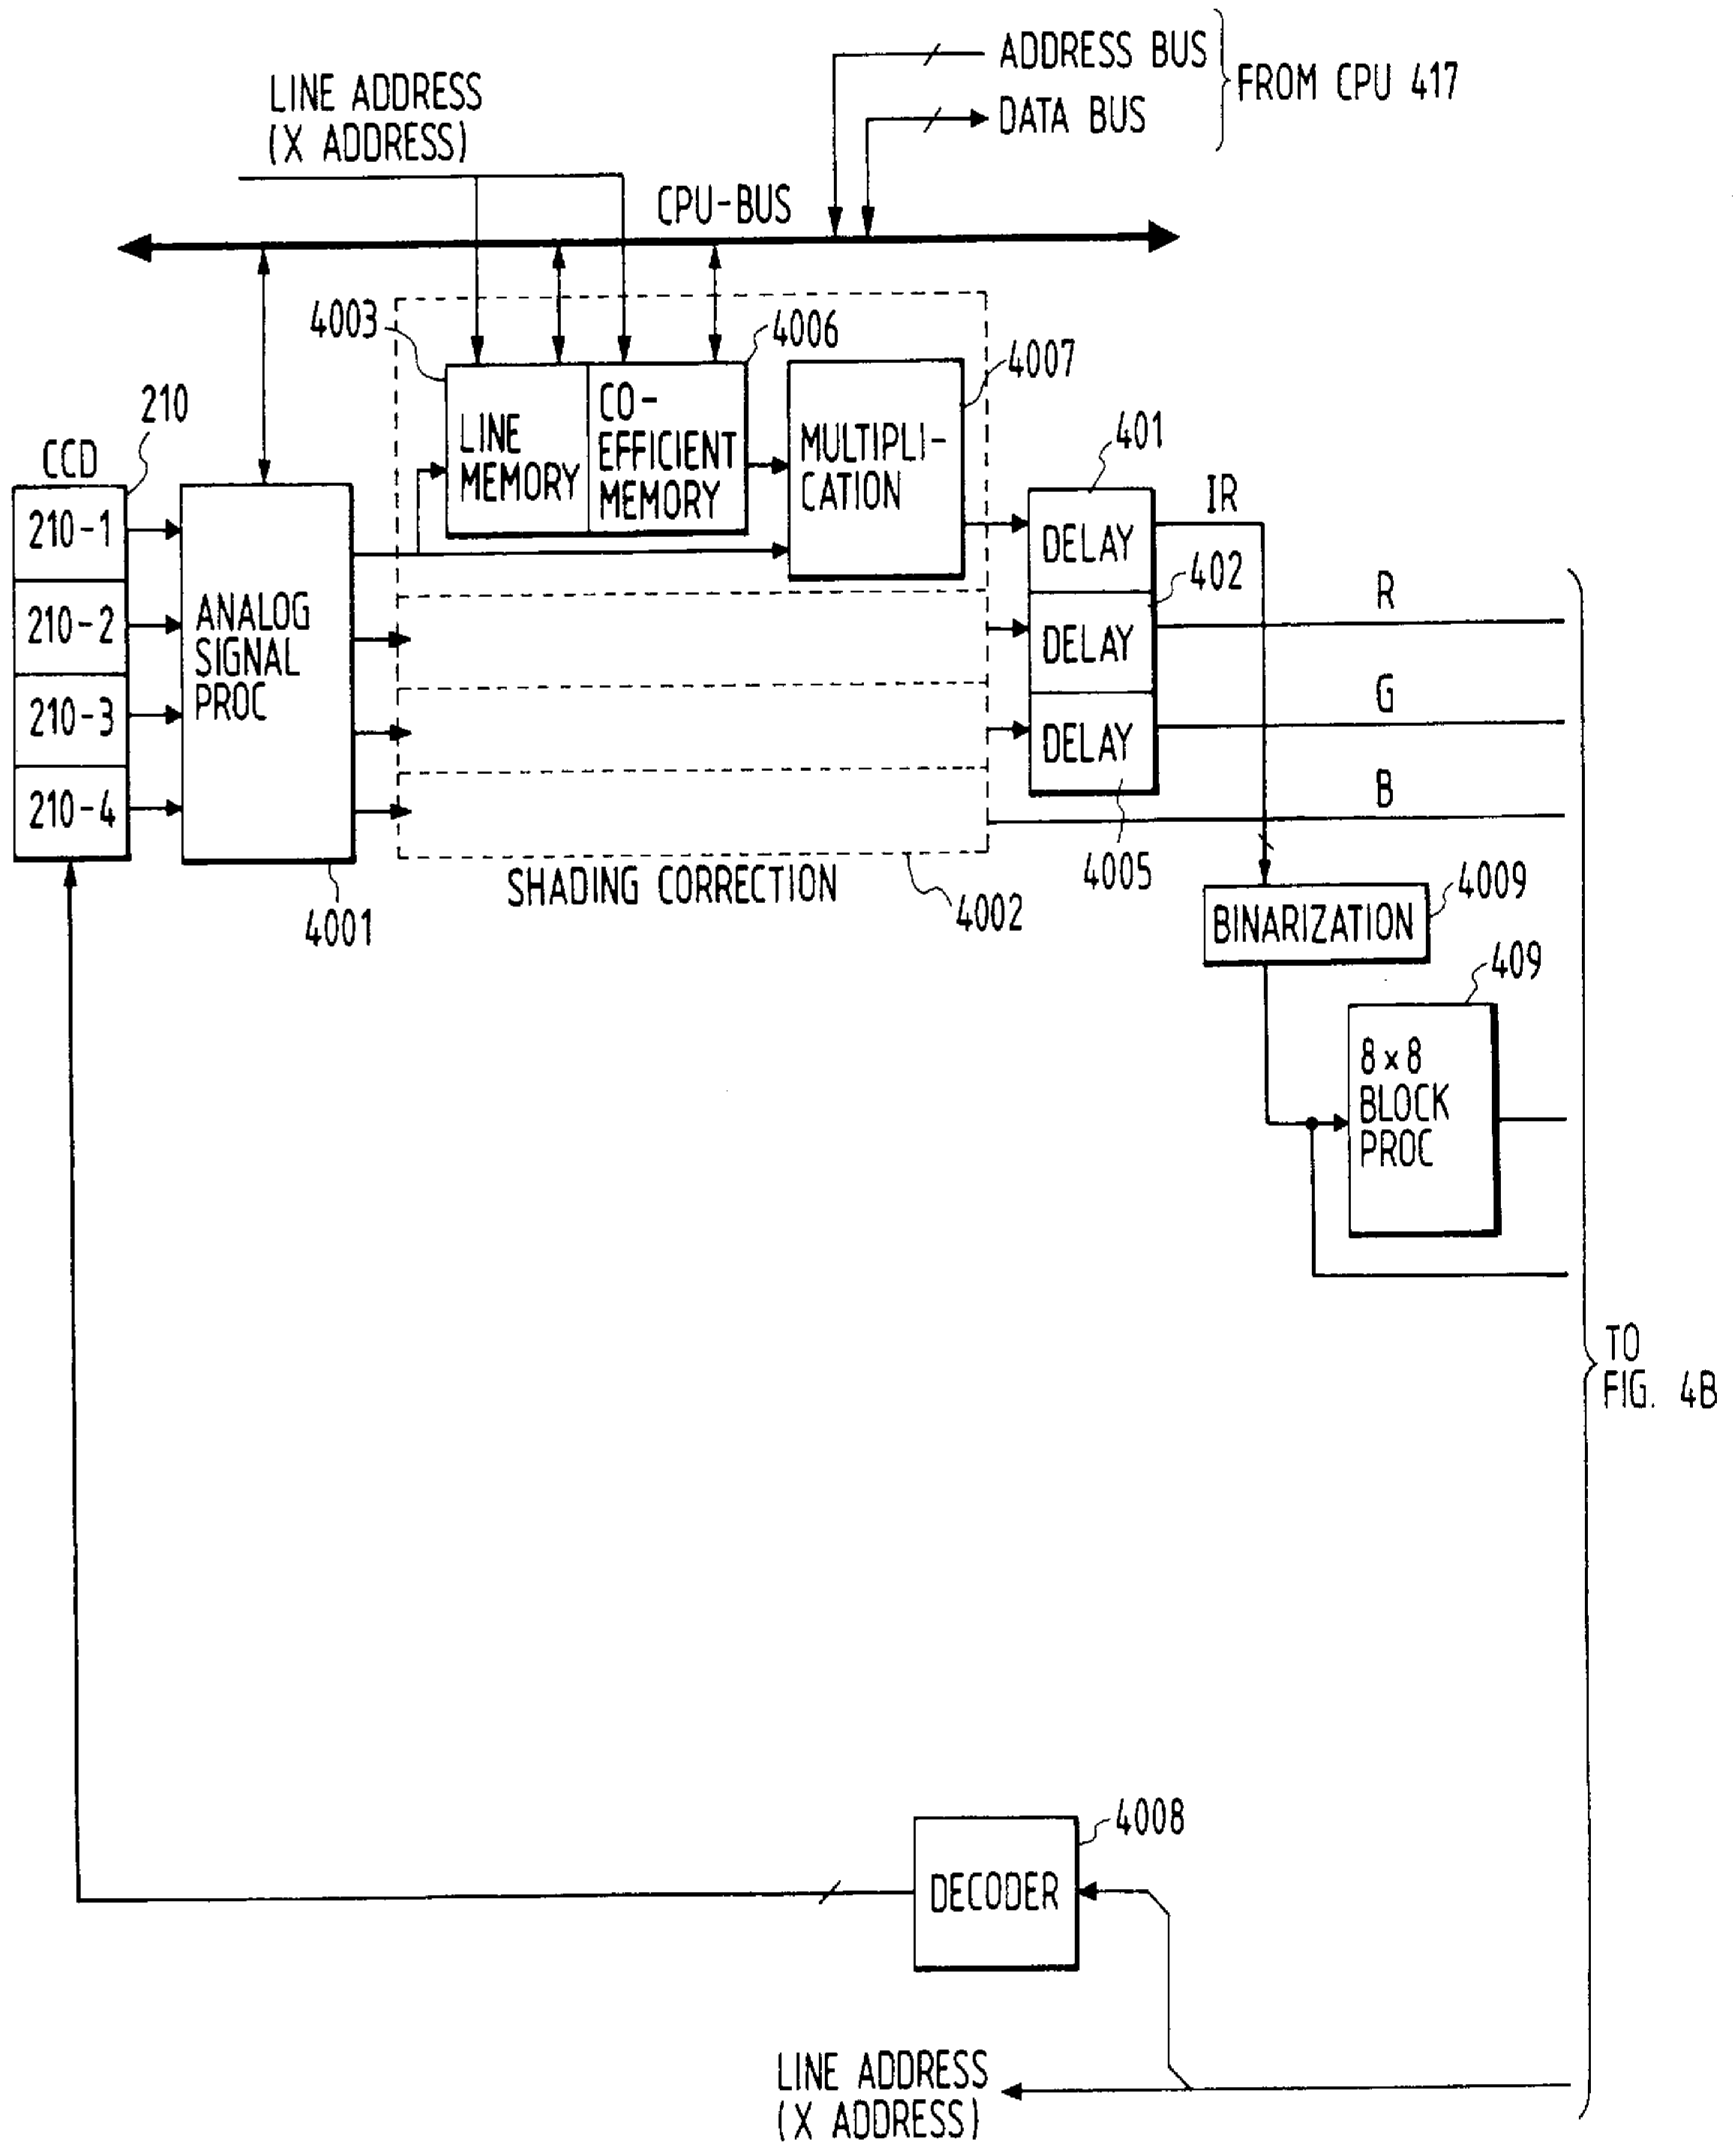 ADDRESS BUS
DATA BUS
FROM CPU 417
LINE ADDRESS
(X ADDRESS)
CPU-BUS
4003
4006
4007
210
CCD
210-1
210-2
210-3
210-4
ANALOG
SIGNAL
PROC
4001
LINE
MEMORY
CO-
EFFICIENT
MEMORY
MULTIPLI-
CATION
401
DELAY
402
DELAY
DELAY
4005
IR
R
G
B
SHADING CORRECTION
4002
BINARIZATION
4009
409
8×8
BLOCK
PROC
TO
FIG. 4B
4008
DECODER
LINE ADDRESS
(X ADDRESS)